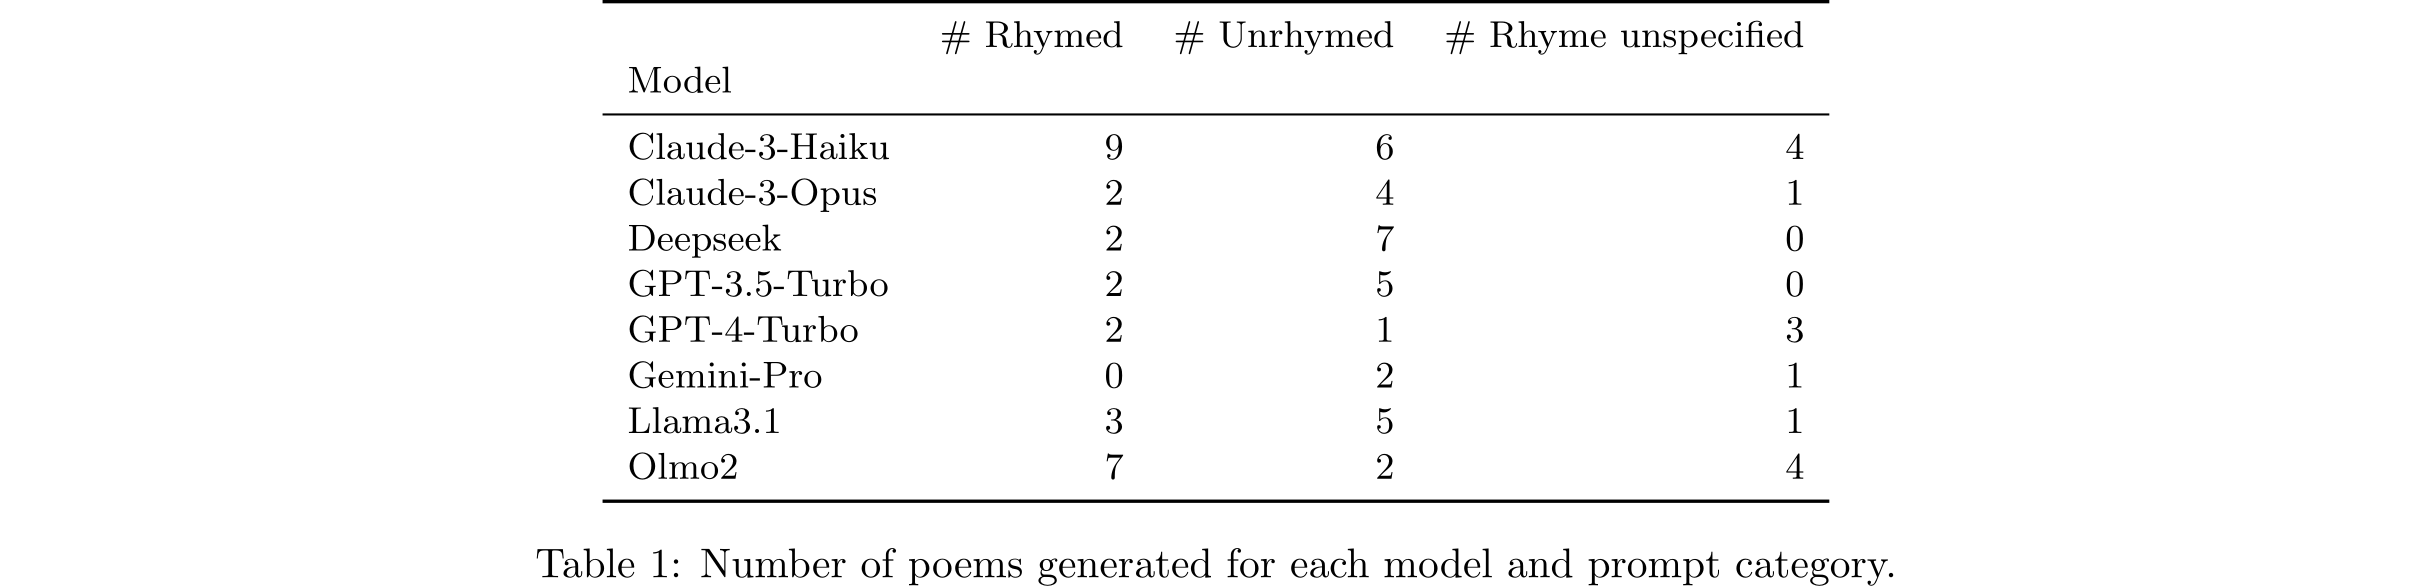 # Rhymed # Unrhymed # Rhyme unspecified
Model
Claude-3-Haiku 9 6 4
Claude-3-Opus 2 4 1
Deepseek 2 7 0
GPT-3.5-Turbo 2 5 0
GPT-4-Turbo 2 1 3
Gemini-Pro 0 2 1
Llama3.1 3 5 1
Olmo2 7 2 4
Table 1: Number of poems generated for each model and prompt category.